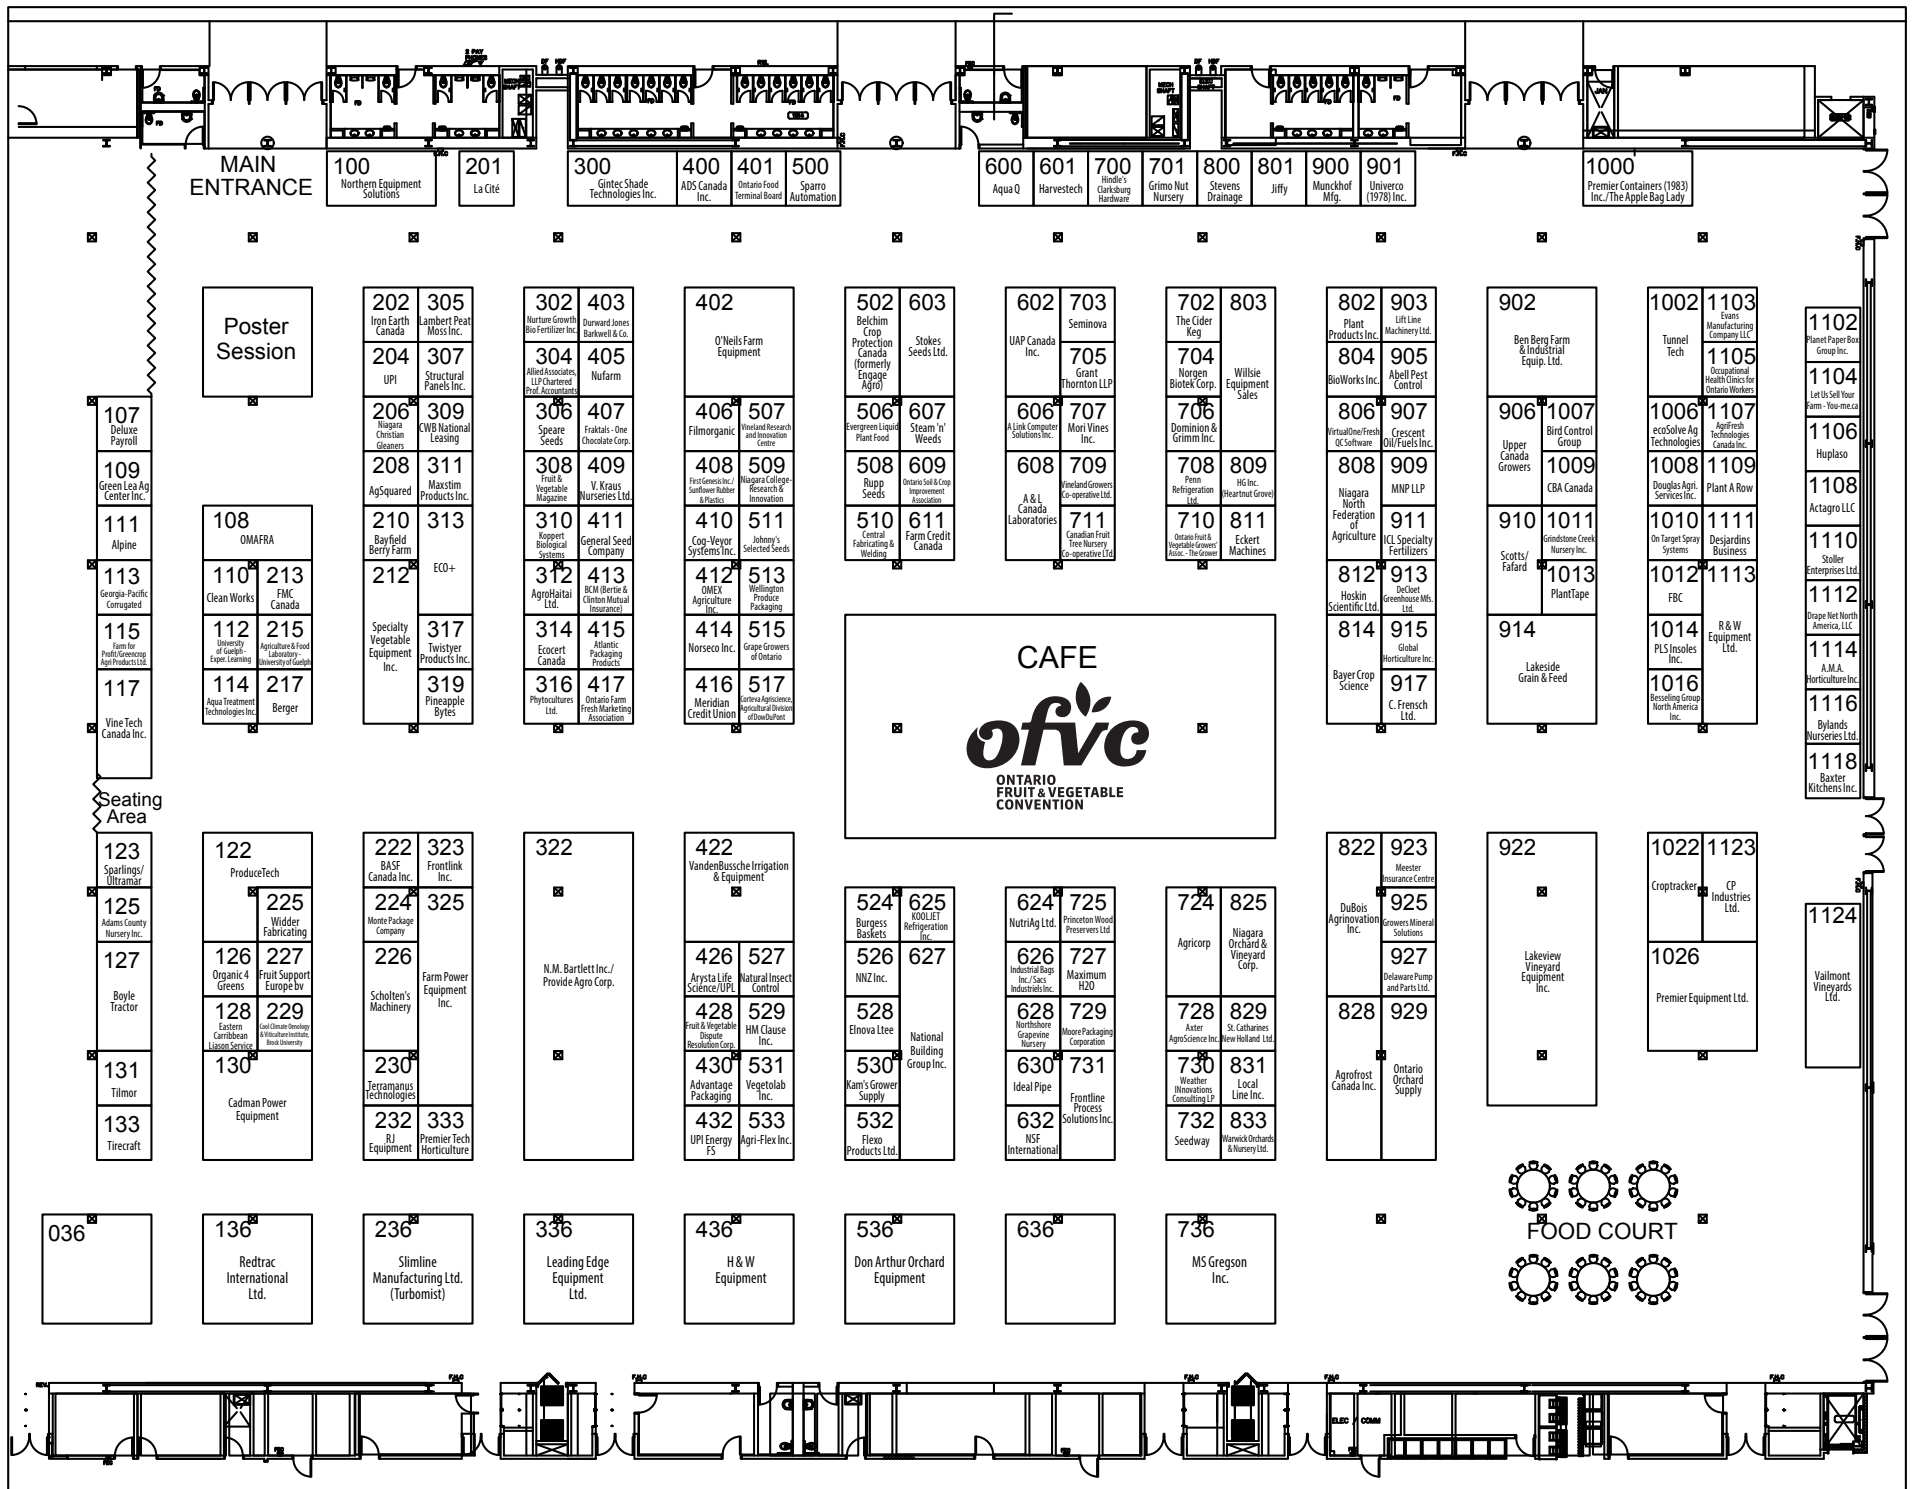 2 PAY
PHONES
MAIN
ENTRANCE
100
Northern Equipment
Solutions
201
La Cité
300
Gintec Shade
Technologies Inc.
400
ADS Canada
Inc.
401
Ontario Food
Terminal Board
500
Sparro
Automation
600
Aqua Q
601
Harvestech
700
Hindle's
Clarksburg
Hardware
701
Grimo Nut
Nursery
800
Stevens
Drainage
801
Jiffy
900
Munckhof
Mfg.
901
Univerco
(1978) Inc.
1000
Premier Containers (1983)
Inc./The Apple Bag Lady
Poster
Session
202
Iron Earth
Canada
305
Lambert Peat
Moss Inc.
204
UPI
307
Structural
Panels Inc.
206
Niagara
Christian
Gleaners
309
CWB National
Leasing
208
AgSquared
311
Maxstim
Products Inc.
210
Bayfield
Berry Farm
313
ECO+
212
Specialty
Vegetable
Equipment
Inc.
317
Twistyer
Products Inc.
319
Pineapple
Bytes
302
Nurture Growth
Bio Fertilizer Inc.
403
Durward Jones
Barkwell & Co.
304
Allied Associates,
LLP Chartered
Prof. Accountants
405
Nufarm
306
Speare
Seeds
407
Fraktals - One
Chocolate Corp.
308
Fruit &
Vegetable
Magazine
409
V. Kraus
Nurseries Ltd.
310
Koppert
Biological
Systems
411
General Seed
Company
312
AgroHaitai
Ltd.
413
BCM (Bertie &
Clinton Mutual
Insurance)
314
Ecocert
Canada
415
Atlantic
Packaging
Products
316
Phytocultures
Ltd.
417
Ontario Farm
Fresh Marketing
Association
402
O'Neils Farm
Equipment
406
Filmorganic
507
Vineland Research
and Innovation
Centre
408
First Genesis Inc./
Sunflower Rubber
& Plastics
509
Niagara College-
Research &
Innovation
410
Cog-Veyor
Systems Inc.
511
Johnny's
Selected Seeds
412
OMEX
Agriculture
Inc.
513
Wellington
Produce
Packaging
414
Norseco Inc.
515
Grape Growers
of Ontario
416
Meridian
Credit Union
517
Corteva Agriscience,
Agricultural Division
of DowDuPont
502
Belchim
Crop
Protection
Canada
(formerly
Engage
Agro)
603
Stokes
Seeds Ltd.
506
Evergreen Liquid
Plant Food
607
Steam 'n'
Weeds
508
Rupp
Seeds
609
Ontario Soil & Crop
Improvement
Association
510
Central
Fabricating &
Welding
611
Farm Credit
Canada
602
UAP Canada
Inc.
703
Seminova
705
Grant
Thornton LLP
606
A Link Computer
Solutions Inc.
707
Mori Vines
Inc.
608
A & L
Canada
Laboratories
709
Vineland Growers
Co-operative Ltd.
711
Canadian Fruit
Tree Nursery
Co-operative LTd.
702
The Cider
Keg
803
Willsie
Equipment
Sales
704
Norgen
Biotek Corp.
706
Dominion &
Grimm Inc.
708
Penn
Refrigeration
Ltd.
809
HG Inc.
(Heartnut Grove)
710
Ontario Fruit &
Vegetable Growers'
Assoc. - The Grower
811
Eckert
Machines
802
Plant
Products Inc.
903
Lift Line
Machinery Ltd.
804
BioWorks Inc.
905
Abell Pest
Control
806
VirtualOne/Fresh
QC Software
907
Crescent
Oil/Fuels Inc.
808
Niagara
North
Federation
of
Agriculture
909
MNP LLP
911
ICL Specialty
Fertilizers
812
Hoskin
Scientific Ltd.
913
DeCloet
Greenhouse Mfs.
Ltd.
814
Bayer Crop
Science
915
Global
Horticulture Inc.
917
C. Frensch
Ltd.
902
Ben Berg Farm
& Industrial
Equip. Ltd.
906
Upper
Canada
Growers
1007
Bird Control
Group
1009
CBA Canada
910
Scotts/
Fafard
1011
Grindstone Creek
Nursery Inc.
1013
PlantTape
914
Lakeside
Grain & Feed
1002
Tunnel
Tech
1103
Evans
Manufacturing
Company LLC
1105
Occupational
Health Clinics for
Ontario Workers
1006
ecoSolve Ag
Technologies
1107
AgriFresh
Technologies
Canada Inc.
1008
Douglas Agri.
Services Inc.
1109
Plant A Row
1010
On Target Spray
Systems
1111
Desjardins
Business
1012
FBC
1113
R & W
Equipment
Ltd.
1014
PLS Insoles
Inc.
1016
Besseling Group
North America
Inc.
1102
Planet Paper Box
Group Inc.
1104
Let Us Sell Your
Farm - You-me.ca
1106
Huplaso
1108
Actagro LLC
1110
Stoller
Enterprises Ltd.
1112
Drape Net North
America, LLC
1114
A.M.A.
Horticulture Inc.
1116
Bylands
Nurseries Ltd.
1118
Baxter
Kitchens Inc.
107
Deluxe
Payroll
109
Green Lea Ag
Center Inc.
111
Alpine
113
Georgia-Pacific
Corrugated
115
Farm for
Profit/Greencrop
Agri Products Ltd.
117
Vine Tech
Canada Inc.
108
OMAFRA
110
Clean Works
213
FMC
Canada
112
University
of Guelph -
Exper. Learning
215
Agriculture & Food
Laboratory -
University of Guelph
114
Aqua Treatment
Technologies Inc.
217
Berger
CAFE
ofvc
ONTARIO
FRUIT & VEGETABLE
CONVENTION
Seating
Area
123
Sparlings/
Ultramar
125
Adams County
Nursery Inc.
127
Boyle
Tractor
131
Tilmor
133
Tirecraft
122
ProduceTech
225
Widder
Fabricating
126
Organic 4
Greens
227
Fruit Support
Europe bv
128
Eastern
Carribbean
Liason Service
229
Cool Climate Oenology
& Viticulture Institute,
Brock University
130
Cadman Power
Equipment
222
BASF
Canada Inc.
323
Frontlink
Inc.
224
Monte Package
Company
325
Farm Power
Equipment
Inc.
226
Scholten's
Machinery
230
Terramanus
Technologies
232
RJ
Equipment
333
Premier Tech
Horticulture
322
N.M. Bartlett Inc./
Provide Agro Corp.
422
VandenBussche Irrigation
& Equipment
426
Arysta Life
Science/UPL
527
Natural Insect
Control
428
Fruit & Vegetable
Dispute
Resolution Corp.
529
HM Clause
Inc.
430
Advantage
Packaging
531
Vegetolab
Inc.
432
UPI Energy
FS
533
Agri-Flex Inc.
524
Burgess
Baskets
625
KOOLJET
Refrigeration
Inc.
526
NNZ Inc.
627
National
Building
Group Inc.
528
Elnova Ltee
530
Kam's Grower
Supply
532
Flexo
Products Ltd.
624
NutriAg Ltd.
725
Princeton Wood
Preservers Ltd
626
Industrial Bags
Inc./ Sacs
Industriels Inc.
727
Maximum
H2O
628
Northshore
Grapevine
Nursery
729
Moore Packaging
Corporation
630
Ideal Pipe
731
Frontline
Process
Solutions Inc.
632
NSF
International
724
Agricorp
825
Niagara
Orchard &
Vineyard
Corp.
728
Axter
AgroScience Inc.
829
St. Catharines
New Holland Ltd.
730
Weather
INnovations
Consulting LP
831
Local
Line Inc.
732
Seedway
833
Warwick Orchards
& Nursery Ltd.
822
DuBois
Agrinovation
Inc.
923
Meester
Insurance Centre
925
Growers Mineral
Solutions
927
Delaware Pump
and Parts Ltd.
828
Agrofrost
Canada Inc.
929
Ontario
Orchard
Supply
922
Lakeview
Vineyard
Equipment
Inc.
1022
Croptracker
1123
CP
Industries
Ltd.
1026
Premier Equipment Ltd.
1124
Vailmont
Vineyards
Ltd.
036
136
Redtrac
International
Ltd.
236
Slimline
Manufacturing Ltd.
(Turbomist)
336
Leading Edge
Equipment
Ltd.
436
H & W
Equipment
536
Don Arthur Orchard
Equipment
636
736
MS Gregson
Inc.
FOOD COURT
ELEC / COMM